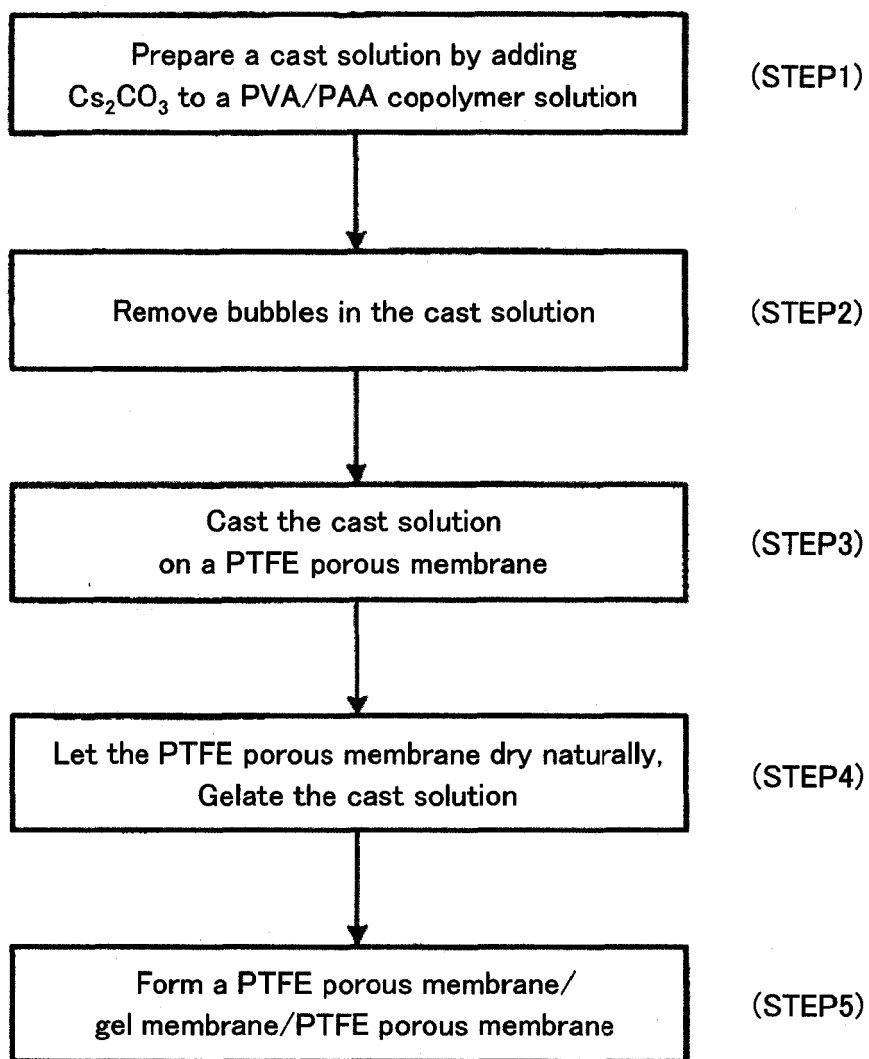 Prepare a cast solution by adding
Cs₂CO₃ to a PVA/PAA copolymer solution
(STEP1)
Remove bubbles in the cast solution
(STEP2)
Cast the cast solution
on a PTFE porous membrane
(STEP3)
Let the PTFE porous membrane dry naturally,
Gelate the cast solution
(STEP4)
Form a PTFE porous membrane/
gel membrane/PTFE porous membrane
(STEP5)